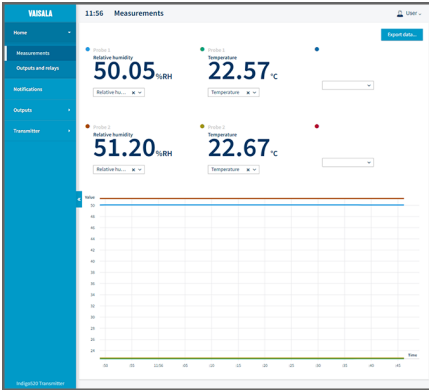 VAISALA
11:56 Measurements
User
Home
Measurements
Outputs and relays
Notifications
Outputs
Transmitter
Export data...
Probe 1
Relative humidity
50.05 %RH
Relative hu...
Probe 1
Temperature
22.57 °C
Temperature
Probe 2
Relative humidity
51.20 %RH
Relative hu...
Probe 2
Temperature
22.67 °C
Temperature
Value
Time
11:56
Indigo520 Transmitter